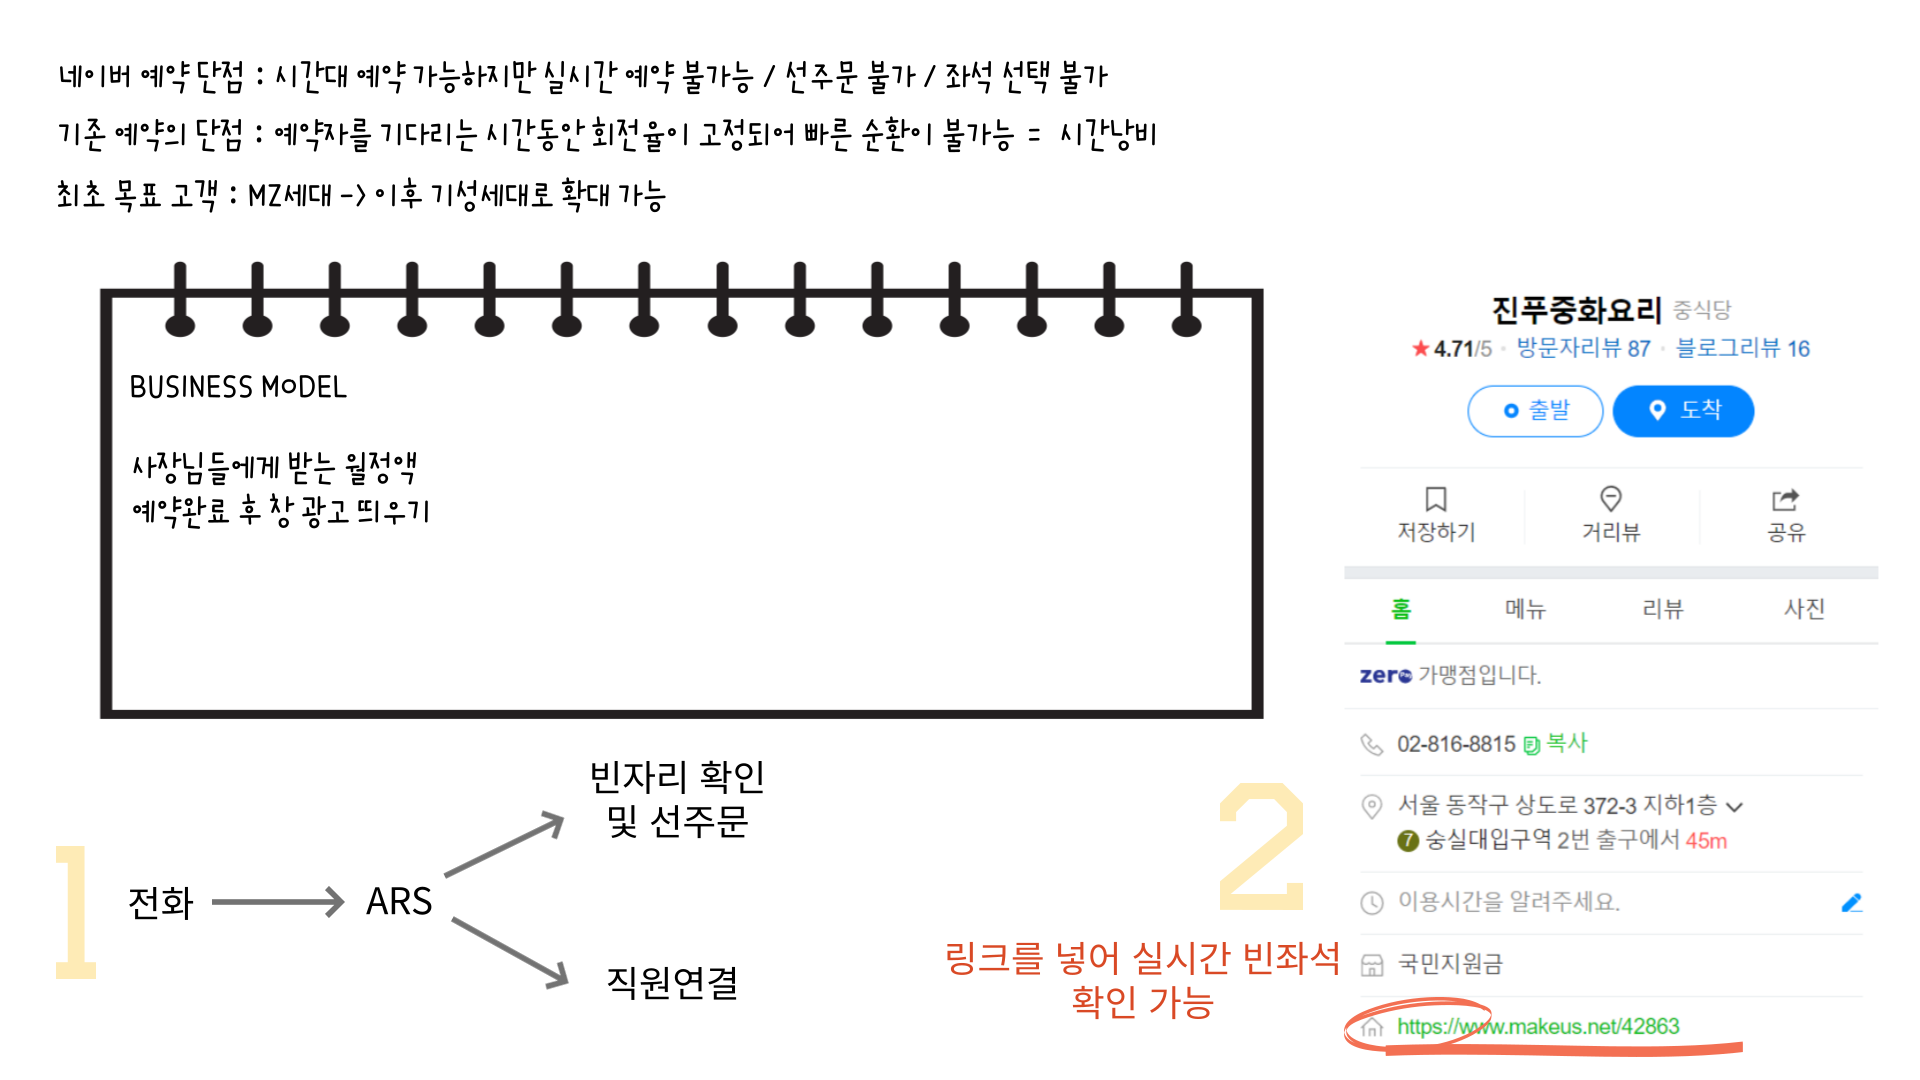 네이버 예약 단점 : 시간대 예약 가능하지만 실시간 예약 불가능 / 선주문 불가 / 좌석 선택 불가
기존 예약의 단점 : 예약자를 기다리는 시간동안 회전율이 고정되어 빠른 순환이 불가능 = 시간낭비
최초 목표 고객 : MZ세대 -> 이후 기성세대로 확대 가능
BUSINESS MODEL
사장님들에게 받는 월정액
예약완료 후 창 광고 띄우기
1
전화
ARS
빈자리 확인
및 선주문
직원연결
2
링크를 넣어 실시간 빈좌석
확인 가능
진푸중화요리 중식당
★4.71/5 · 방문자리뷰 87 · 블로그리뷰 16
출발 도착
저장하기 거리뷰 공유
홈 메뉴 리뷰 사진
zero Pay 가맹점입니다.
02-816-8815 복사
서울 동작구 상도로 372-3 지하1층
7 숭실대입구역 2번 출구에서 45m
이용시간을 알려주세요.
국민지원금
https://www.makeus.net/42863